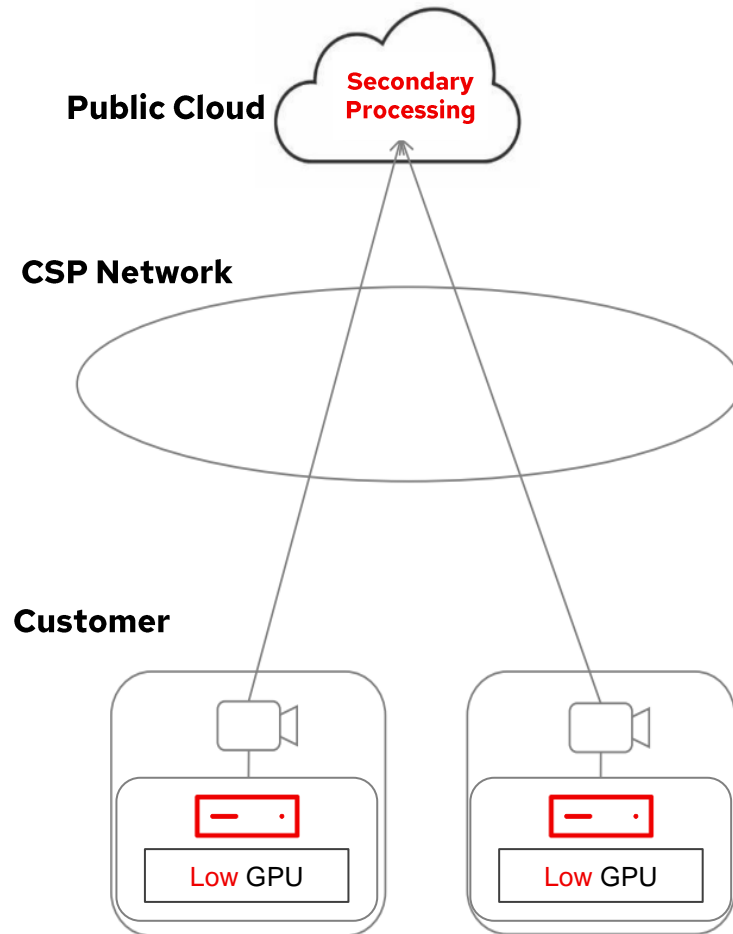 Public Cloud
Secondary
Processing
CSP Network
Customer
Low GPU
Low GPU